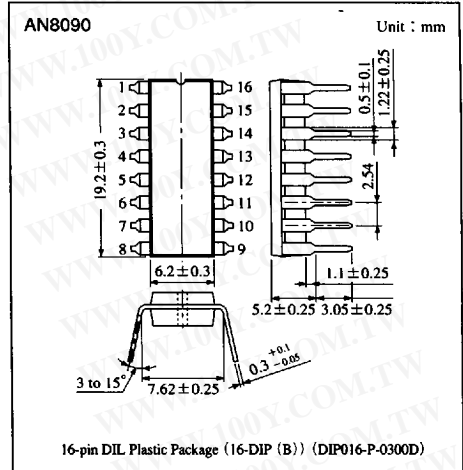 AN8090
Unit : mm
1 16
2 15
3 14
4 13
5 12
6 11
7 10
8 9
19.2±0.3
6.2±0.3
0.5±0.1
1.22±0.25
2.54
1.1±0.25
5.2±0.25 3.05±0.25
3 to 15°
7.62±0.25
0.3 +0.1 −0.05
16-pin DIL Plastic Package (16-DIP (B)) (DIP016-P-0300D)
WWW.100Y.COM.TW